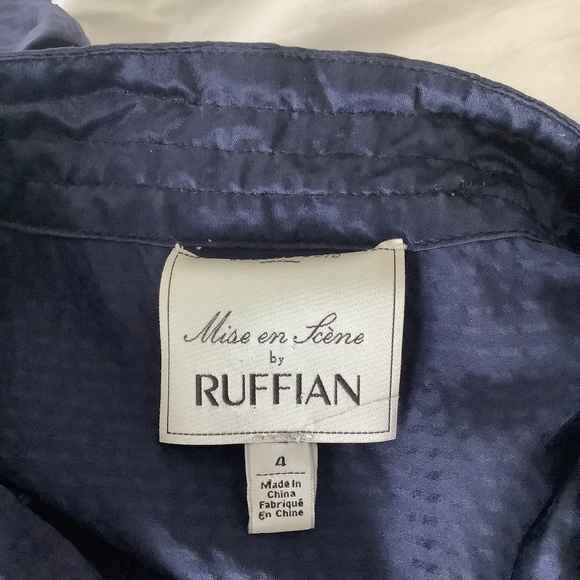 Mise en Scène
by
RUFFIAN
4
Made In
China
Fabriqué
En Chine